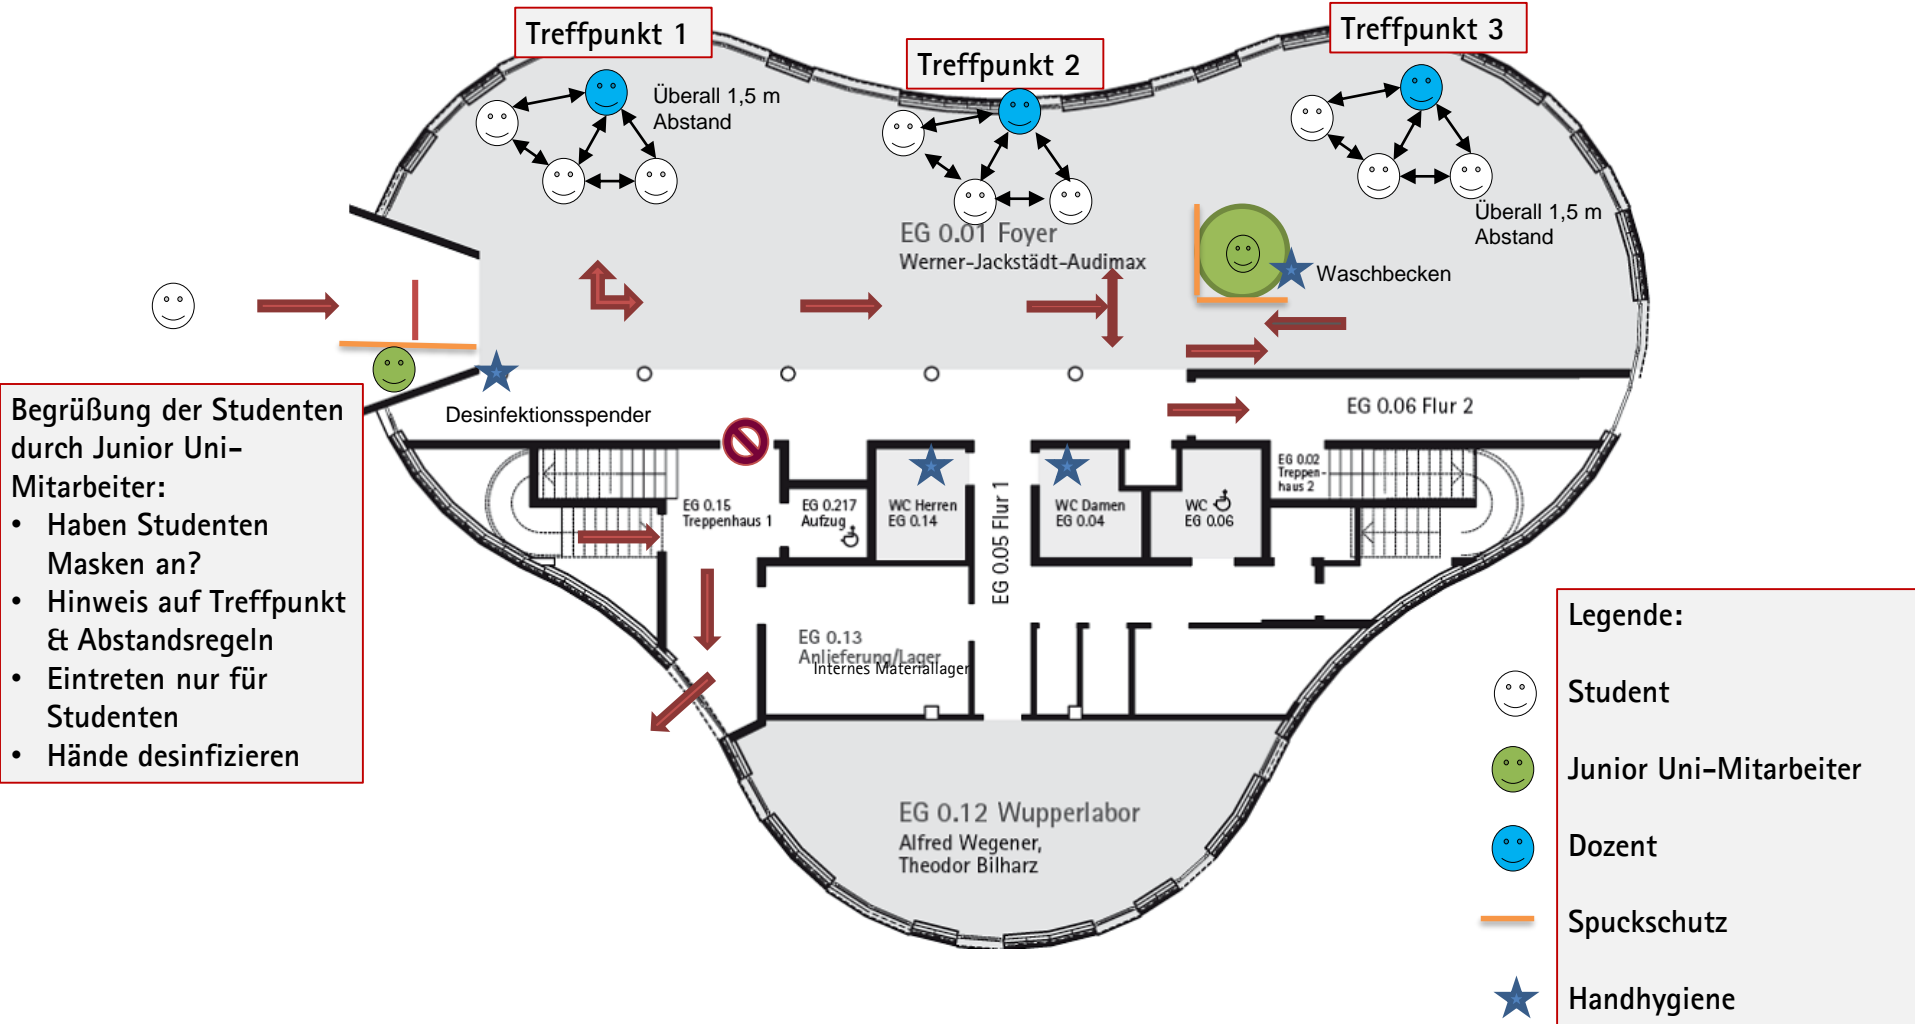 Treffpunkt 1
Treffpunkt 2
Treffpunkt 3
Überall 1,5 m
Abstand
Überall 1,5 m
Abstand
EG 0.01 Foyer
Werner-Jackstädt-Audimax
Waschbecken
Desinfektionsspender
EG 0.06 Flur 2
Begrüßung der Studenten
durch Junior Uni-
Mitarbeiter:
• Haben Studenten
Masken an?
• Hinweis auf Treffpunkt
& Abstandsregeln
• Eintreten nur für
Studenten
• Hände desinfizieren
EG 0.15
Treppenhaus 1
EG 0.217
Aufzug
WC Herren
EG 0.14
EG 0.05 Flur 1
WC Damen
EG 0.04
WC
EG 0.06
EG 0.02
Treppen-
haus 2
EG 0.13
Anlieferung/Lager
Internes Materiallager
EG 0.12 Wupperlabor
Alfred Wegener,
Theodor Bilharz
Legende:
Student
Junior Uni-Mitarbeiter
Dozent
Spuckschutz
Handhygiene